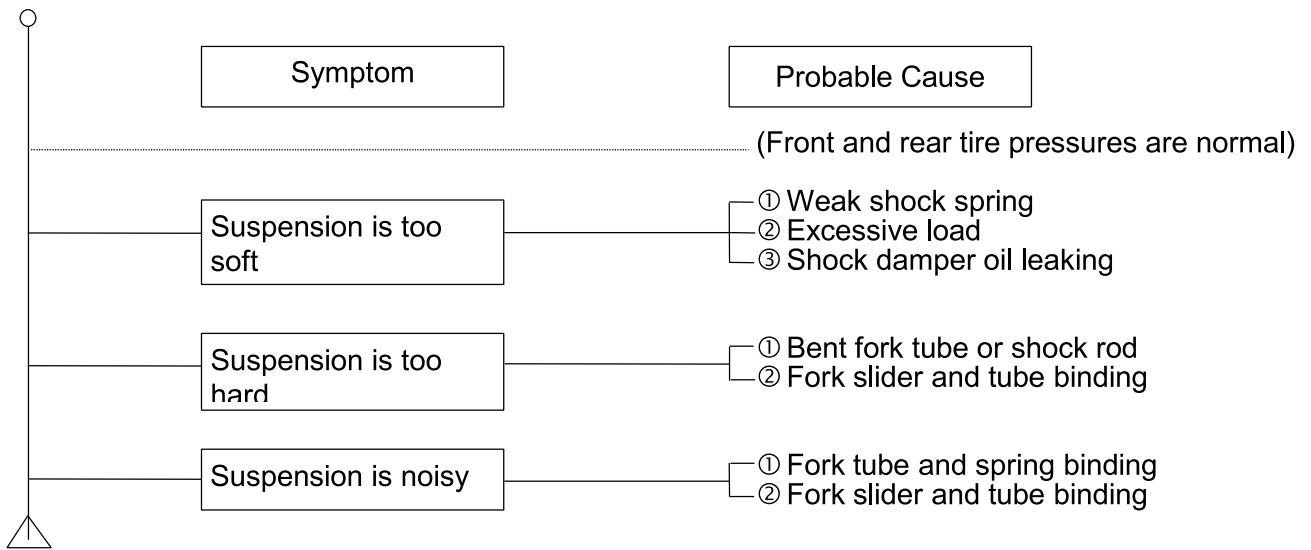 Symptom
Probable Cause
(Front and rear tire pressures are normal)
Suspension is too
soft
① Weak shock spring
② Excessive load
③ Shock damper oil leaking
Suspension is too
hard
① Bent fork tube or shock rod
② Fork slider and tube binding
Suspension is noisy
① Fork tube and spring binding
② Fork slider and tube binding